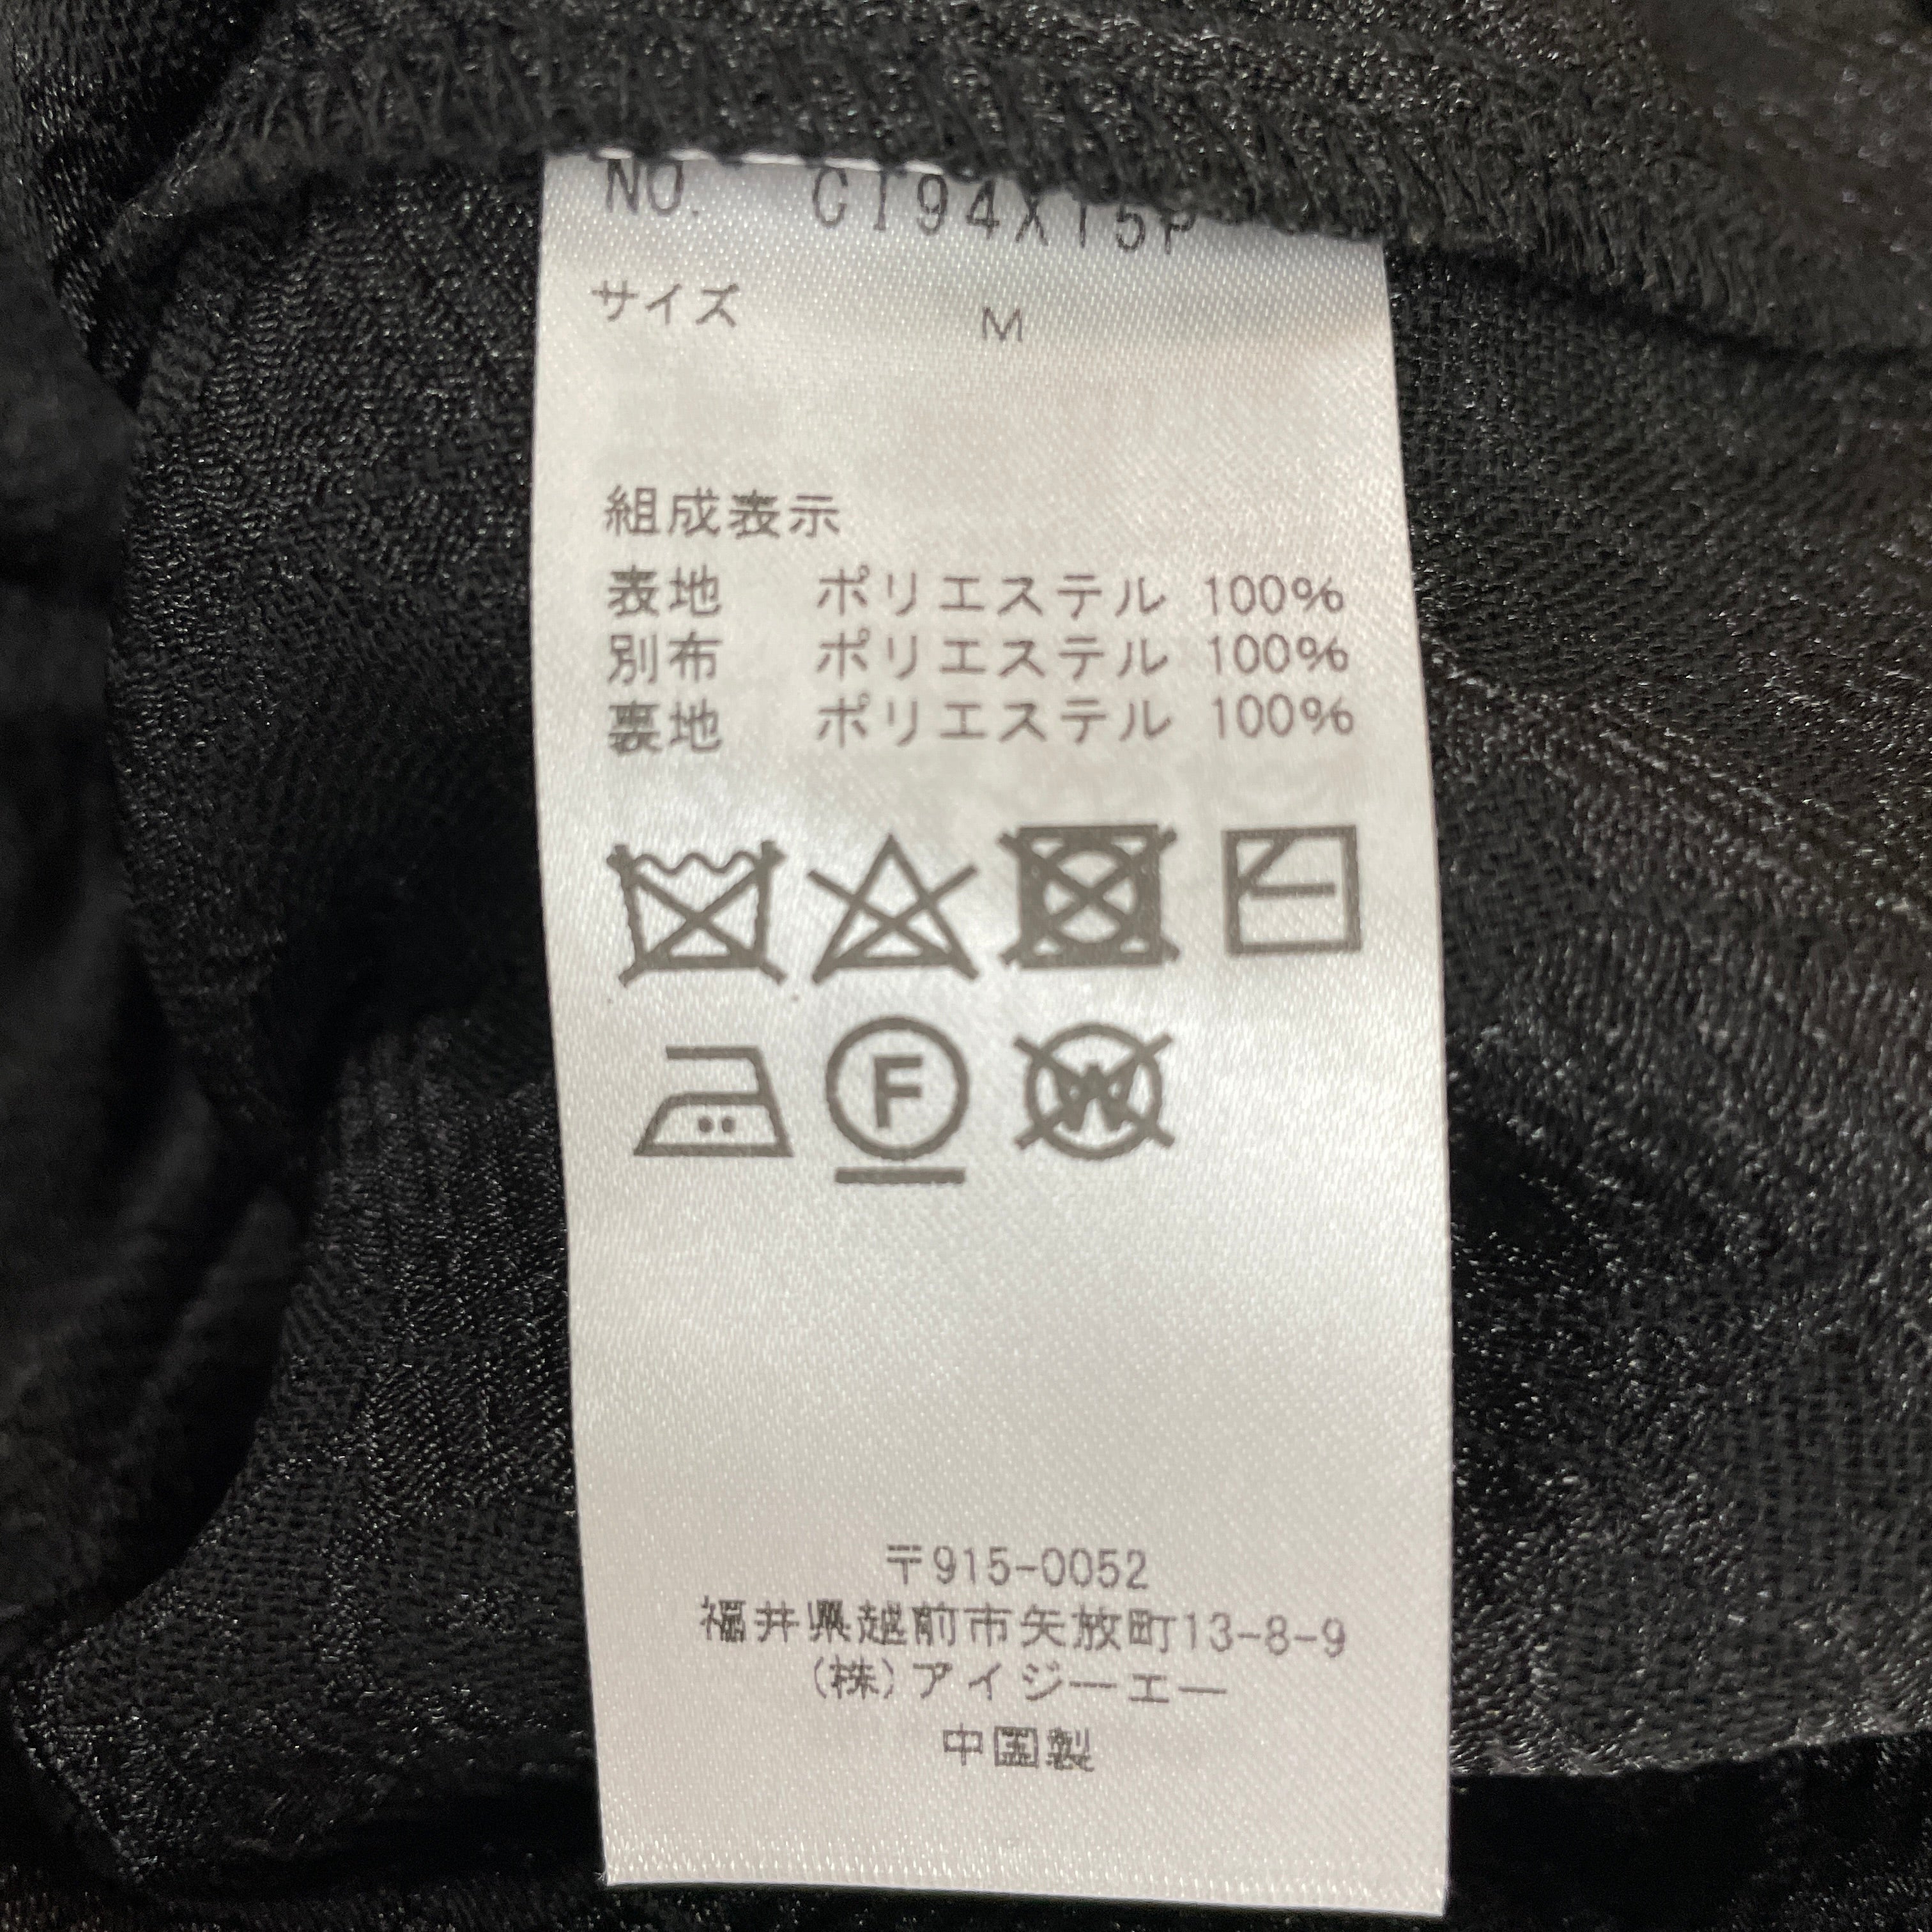 NO. CI94X15P
サイズ M
組成表示
表地 ポリエステル 100%
別布 ポリエステル 100%
裏地 ポリエステル 100%
F
W
〒915-0052
福井県越前市矢放町13-8-9
(株)アイジーエー
中国製